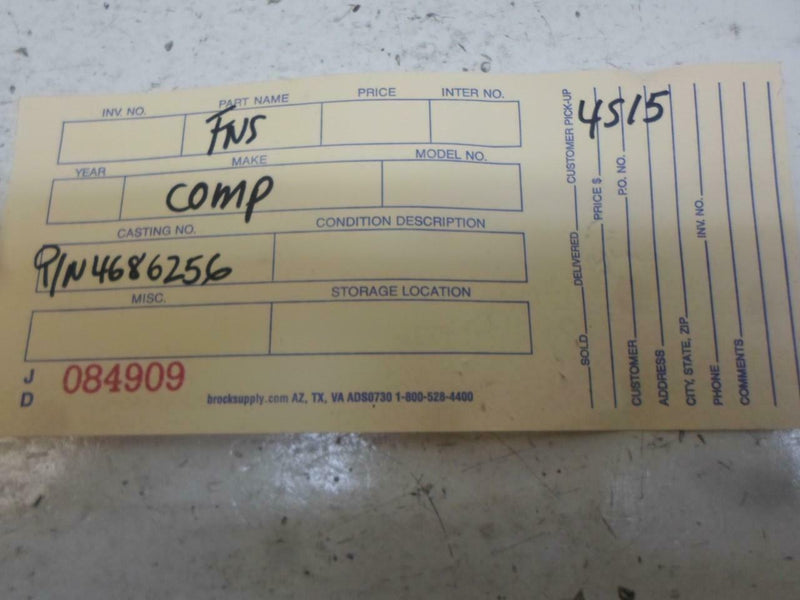 INV. NO. PART NAME PRICE INTER NO.
FNS
YEAR MAKE MODEL NO.
COMP
CASTING NO. CONDITION DESCRIPTION
P/N4686256
MISC. STORAGE LOCATION
J D 084909
brocksupply.com AZ, TX, VA ADS0730 1-800-528-4400
4515
SOLD DELIVERED CUSTOMER PICK-UP
PRICE $
CUSTOMER P.O. NO.
ADDRESS
CITY, STATE, ZIP
PHONE INV. NO.
COMMENTS